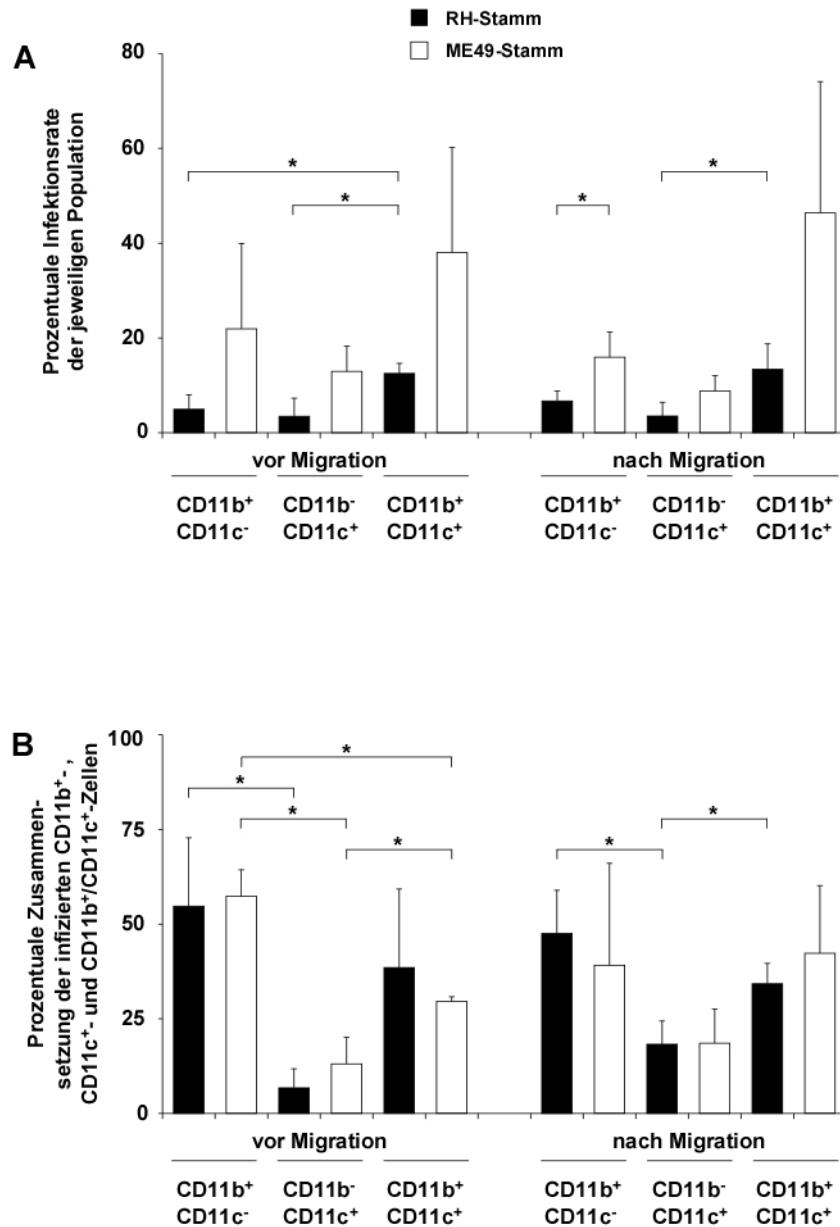 RH-Stamm
ME49-Stamm
A
Prozentuale Infektionsrate
der jeweiligen Population
80
60
40
20
0
* * * *
vor Migration nach Migration
CD11b⁺ CD11b⁻ CD11b⁺ CD11b⁺ CD11b⁻ CD11b⁺
CD11c⁻ CD11c⁺ CD11c⁺ CD11c⁻ CD11c⁺ CD11c⁺
B
Prozentuale Zusammen-
setzung der infizierten CD11b⁺- ,
CD11c⁺- und CD11b⁺/CD11c⁺-Zellen
100
75
50
25
0
* * * * * *
vor Migration nach Migration
CD11b⁺ CD11b⁻ CD11b⁺ CD11b⁺ CD11b⁻ CD11b⁺
CD11c⁻ CD11c⁺ CD11c⁺ CD11c⁻ CD11c⁺ CD11c⁺